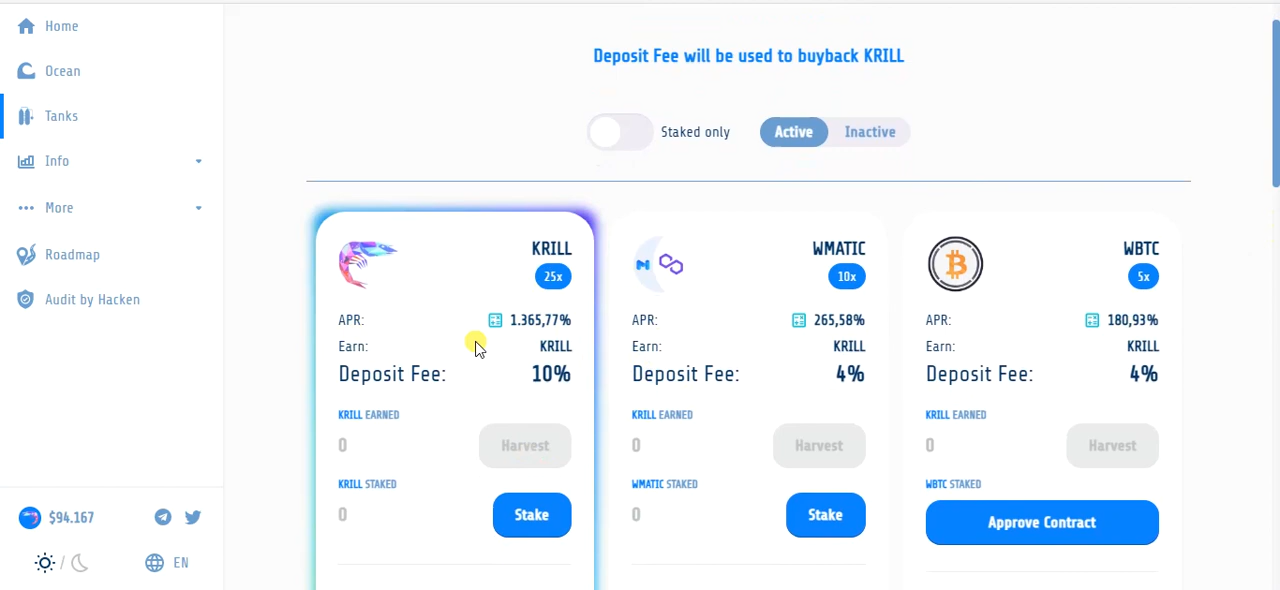 Home
Ocean
Tanks
Info
More
Roadmap
Audit by Hacken
$94.167
/
EN
Deposit Fee will be used to buyback KRILL
Staked only
Active
Inactive
KRILL
25x
APR: 1.365,77%
Earn: KRILL
Deposit Fee: 10%
KRILL EARNED
0
Harvest
KRILL STAKED
0
Stake
WMATIC
10x
APR: 265,58%
Earn: KRILL
Deposit Fee: 4%
KRILL EARNED
0
Harvest
WMATIC STAKED
0
Stake
WBTC
5x
APR: 180,93%
Earn: KRILL
Deposit Fee: 4%
KRILL EARNED
0
Harvest
WBTC STAKED
Approve Contract